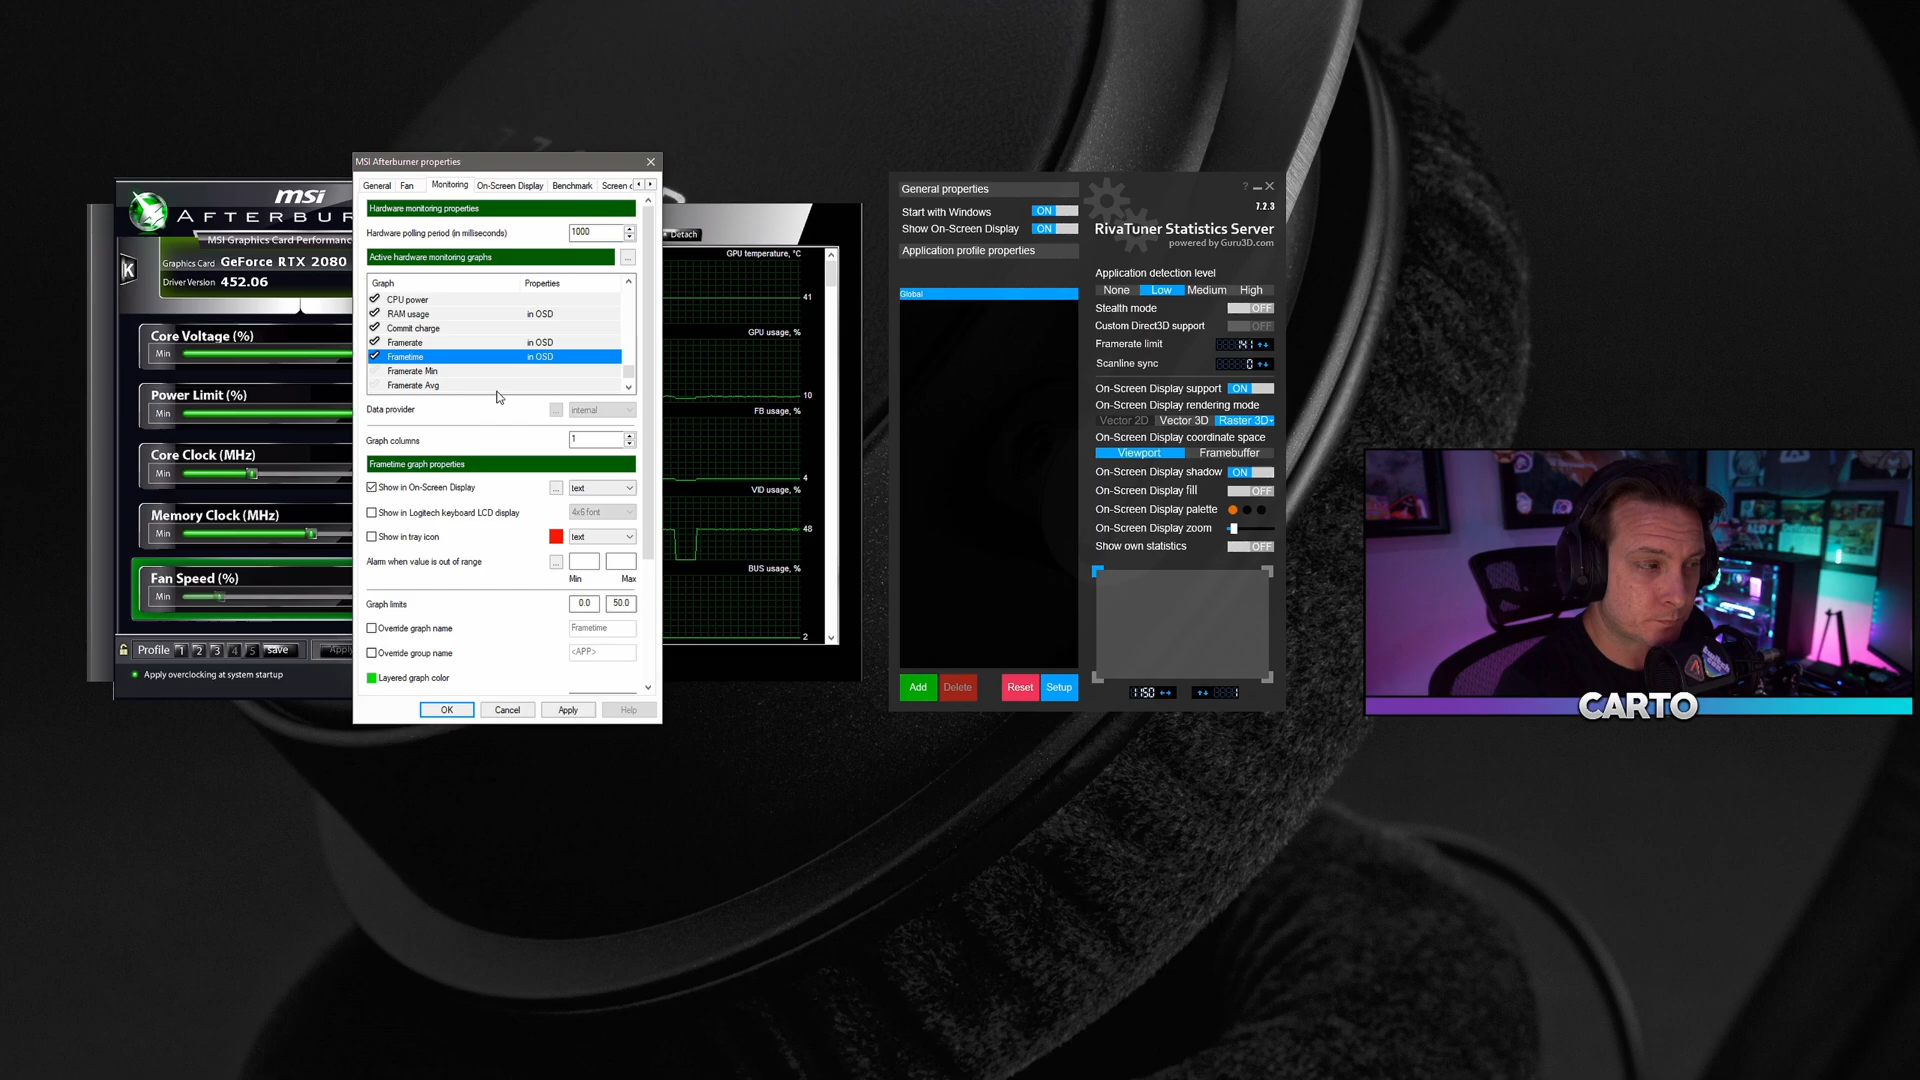 MSI Afterburner properties
General
Fan
Monitoring
On-Screen Display
Benchmark
Screen c
Hardware monitoring properties
Hardware polling period (in milliseconds)
1000
Active hardware monitoring graphs
...
Graph
Properties
CPU power
RAM usage
in OSD
Commit charge
Framerate
in OSD
Frametime
in OSD
Framerate Min
Framerate Avg
Data provider
...
internal
Graph columns
1
Frametime graph properties
Show in On-Screen Display
...
text
Show in Logitech keyboard LCD display
4x6 font
Show in tray icon
text
Alarm when value is out of range
...
Min
Max
Graph limits
0.0
50.0
Override graph name
Frametime
Override group name
<APP>
Layered graph color
OK
Cancel
Apply
Help
msi
AFTERBUR
MSI Graphics Card Performanc
K
Graphics Card
GeForce RTX 2080
Driver Version
452.06
Core Voltage (%)
Min
Power Limit (%)
Min
Core Clock (MHz)
Min
Memory Clock (MHz)
Min
Fan Speed (%)
Min
Profile
1
2
3
4
5
save
Apply
Apply overclocking at system startup
Detach
GPU temperature, °C
41
GPU usage, %
10
FB usage, %
4
VID usage, %
48
BUS usage, %
2
General properties
Start with Windows
ON
Show On-Screen Display
ON
Application profile properties
Global
Add
Delete
Reset
Setup
?
7.2.3
RivaTuner Statistics Server
powered by Guru3D.com
Application detection level
None
Low
Medium
High
Stealth mode
OFF
Custom Direct3D support
OFF
Framerate limit
141
Scanline sync
0
On-Screen Display support
ON
On-Screen Display rendering mode
Vector 2D
Vector 3D
Raster 3D
On-Screen Display coordinate space
Viewport
Framebuffer
On-Screen Display shadow
ON
On-Screen Display fill
OFF
On-Screen Display palette
On-Screen Display zoom
Show own statistics
OFF
1150
1
CARTO